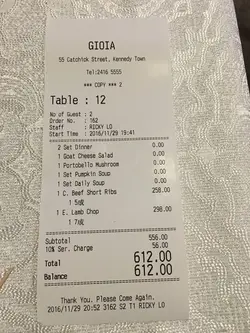 GIOIA
55 Catchick Street, Kennedy Town
Tel:2416 5555
*** COPY *** 2
Table : 12
No of Guest : 2
Order No. : 162
Staff : RICKY LO
Start Time : 2016/11/29 19:41
2 Set Dinner 0.00
1 Goat Cheese Salad 0.00
1 Portobello Mushroom 0.00
1 Set Pumpkin Soup 0.00
1 Set Daily Soup 0.00
1 C. Beef Short Ribs 258.00
1 5成
1 E. Lamb Chop 298.00
1 7成
Subtotal 556.00
10% Ser. Charge 56.00
Total 612.00
Balance 612.00
Thank You. Please Come Again.
2016/11/29 20:52 3162 S2 T1 RICKY LO